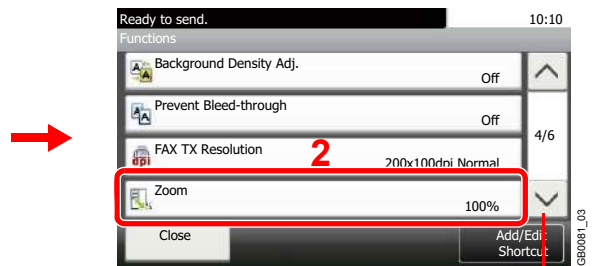 Ready to send. 10:10
Functions
Background Density Adj.
Off
Prevent Bleed-through
Off
4/6
FAX TX Resolution
200x100dpi Normal
2
Zoom
100%
Close
Add/Edit
Shortcut
GB0081_03
dpi